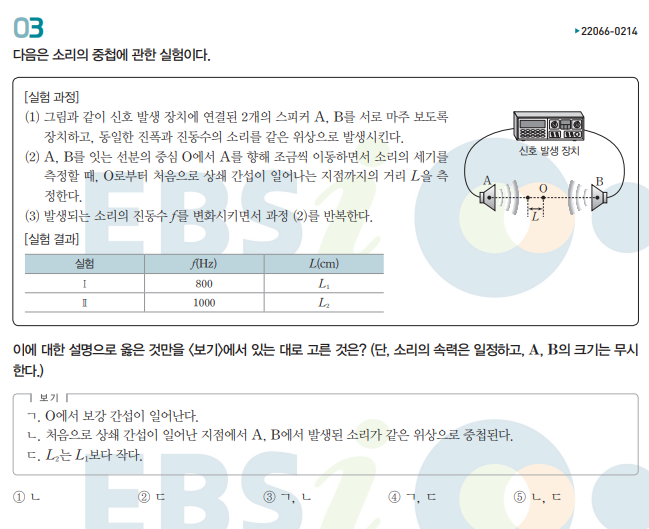 03
▶22066-0214
다음은 소리의 중첩에 관한 실험이다.
[실험 과정]
(1) 그림과 같이 신호 발생 장치에 연결된 2개의 스피커 A, B를 서로 마주 보도록
장치하고, 동일한 진폭과 진동수의 소리를 같은 위상으로 발생시킨다.
(2) A, B를 잇는 선분의 중심 O에서 A를 향해 조금씩 이동하면서 소리의 세기를
측정할 때, O로부터 처음으로 상쇄 간섭이 일어나는 지점까지의 거리 L을 측
정한다.
(3) 발생되는 소리의 진동수 f를 변화시키면서 과정 (2)를 반복한다.
신호 발생 장치
A O B
L
[실험 결과]
실험 f(Hz) L(cm)
Ⅰ 800 L₁
Ⅱ 1000 L₂
이에 대한 설명으로 옳은 것만을 〈보기〉에서 있는 대로 고른 것은? (단, 소리의 속력은 일정하고, A, B의 크기는 무시
한다.)
보기
ㄱ. O에서 보강 간섭이 일어난다.
ㄴ. 처음으로 상쇄 간섭이 일어난 지점에서 A, B에서 발생된 소리가 같은 위상으로 중첩된다.
ㄷ. L₂는 L₁보다 작다.
① ㄴ ② ㄷ ③ ㄱ, ㄴ ④ ㄱ, ㄷ ⑤ ㄴ, ㄷ
EBSi
EBSi